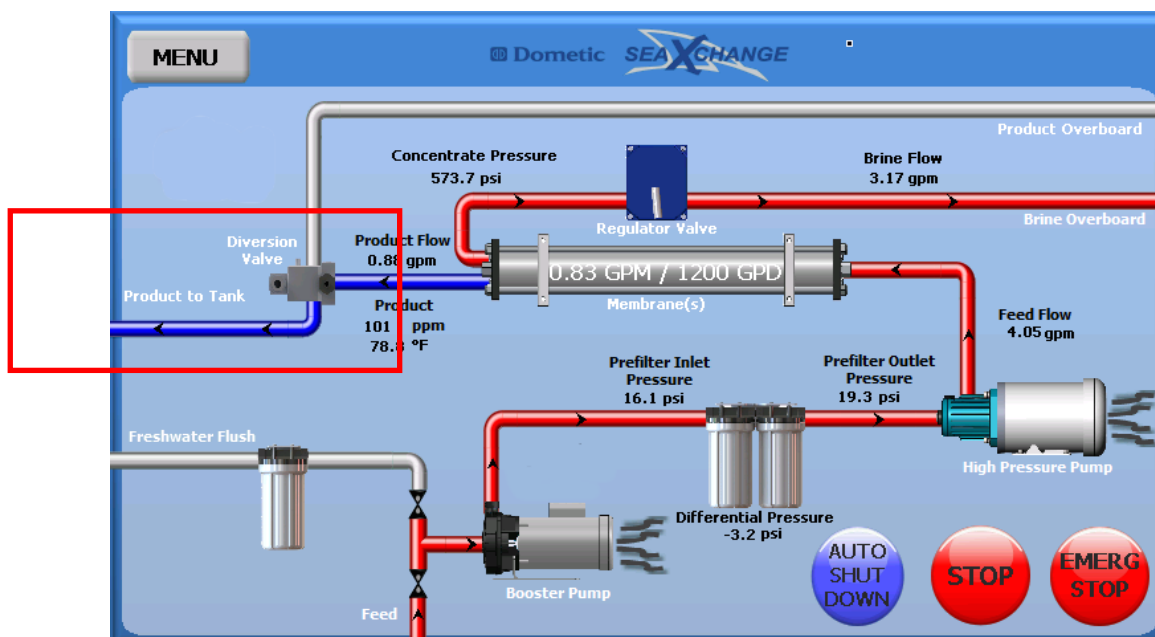 MENU
Dometic SEAXCHANGE
Product Overboard
Concentrate Pressure
573.7 psi
Brine Flow
3.17 gpm
Regulator Valve
Brine Overboard
Diversion
Valve
Product Flow
0.88 gpm
0.83 GPM / 1200 GPD
Membrane(s)
Product to Tank
Product
101 ppm
78.8 °F
Feed Flow
4.05 gpm
Prefilter Inlet
Pressure
16.1 psi
Prefilter Outlet
Pressure
19.3 psi
Freshwater Flush
High Pressure Pump
Differential Pressure
-3.2 psi
Booster Pump
Feed
AUTO
SHUT
DOWN
STOP
EMERG
STOP